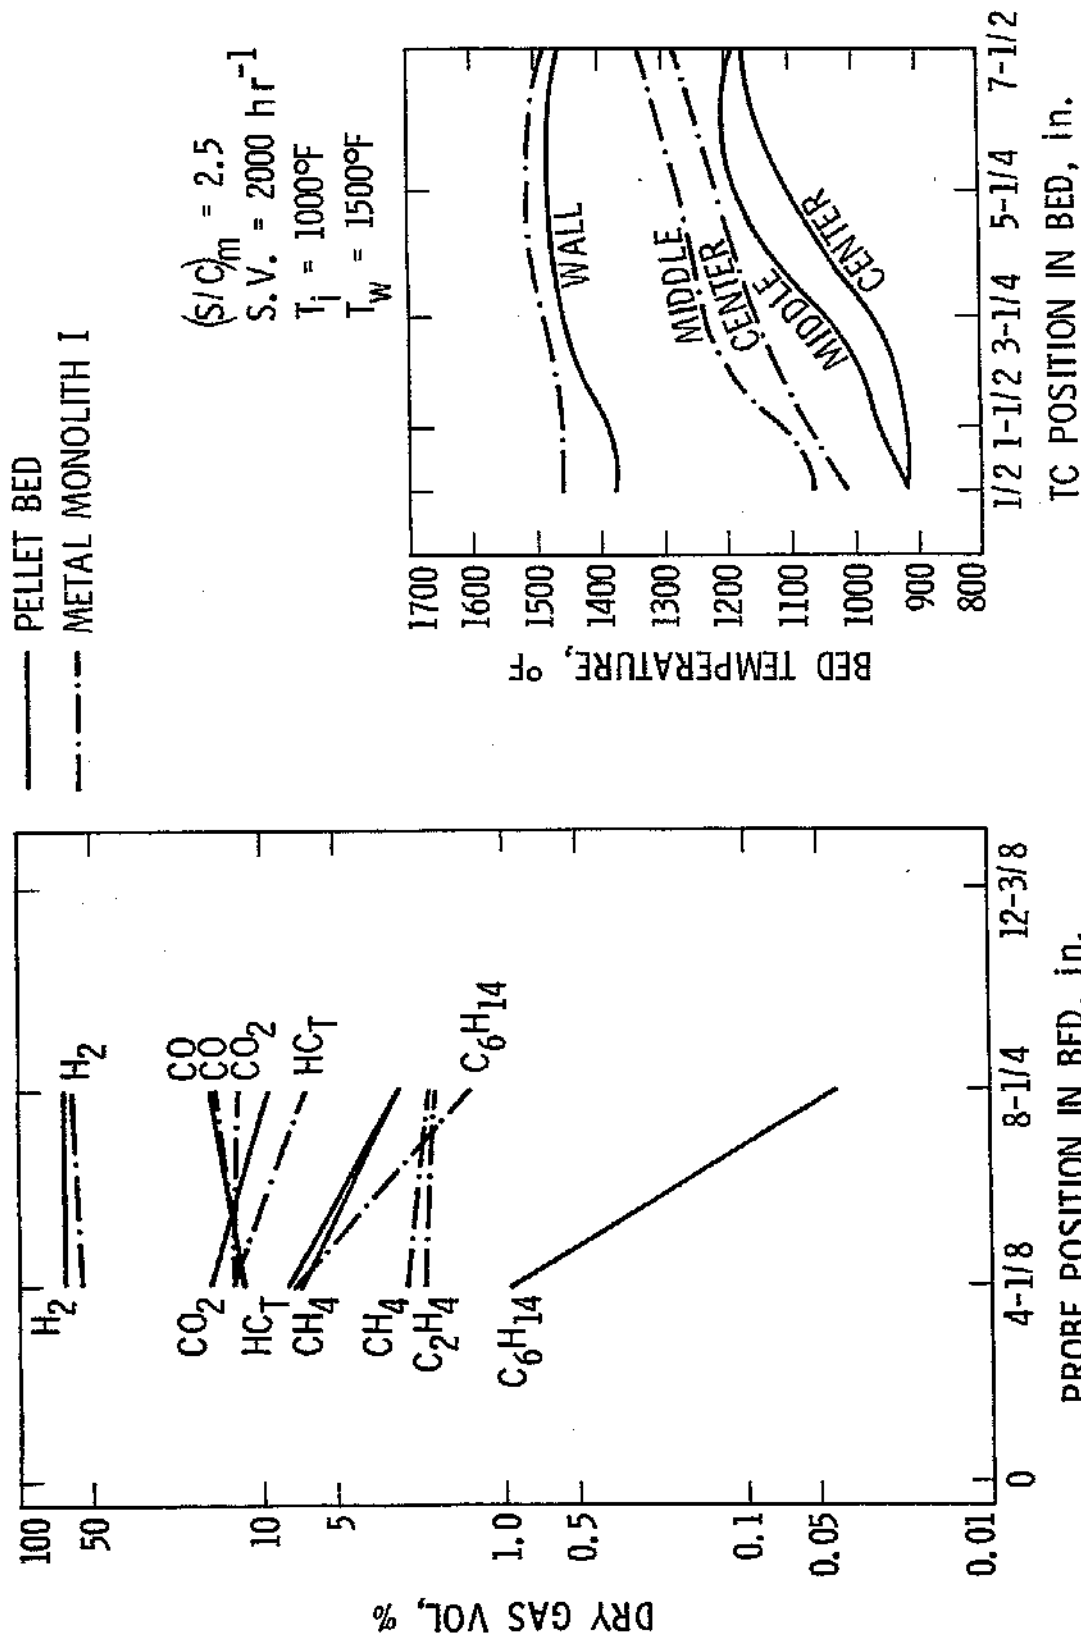 PELLET BED
METAL MONOLITH I
(S/C)m = 2.5
S.V. = 2000 hr-1
Ti = 1000°F
Tw = 1500°F
DRY GAS VOL, %
100
50
10
5
1.0
0.5
0.1
0.05
0.01
H2
H2
CO
CO
CO2
CO2
HCT
HCT
CH4
CH4
C2H4
C6H14
C6H14
0 4-1/8 8-1/4 12-3/8
PROBE POSITION IN BED, in.
BED TEMPERATURE, °F
1700
1600
1500
1400
1300
1200
1100
1000
900
800
WALL
MIDDLE
CENTER
MIDDLE
CENTER
1/2 1-1/2 3-1/4 5-1/4 7-1/2
TC POSITION IN BED, in.